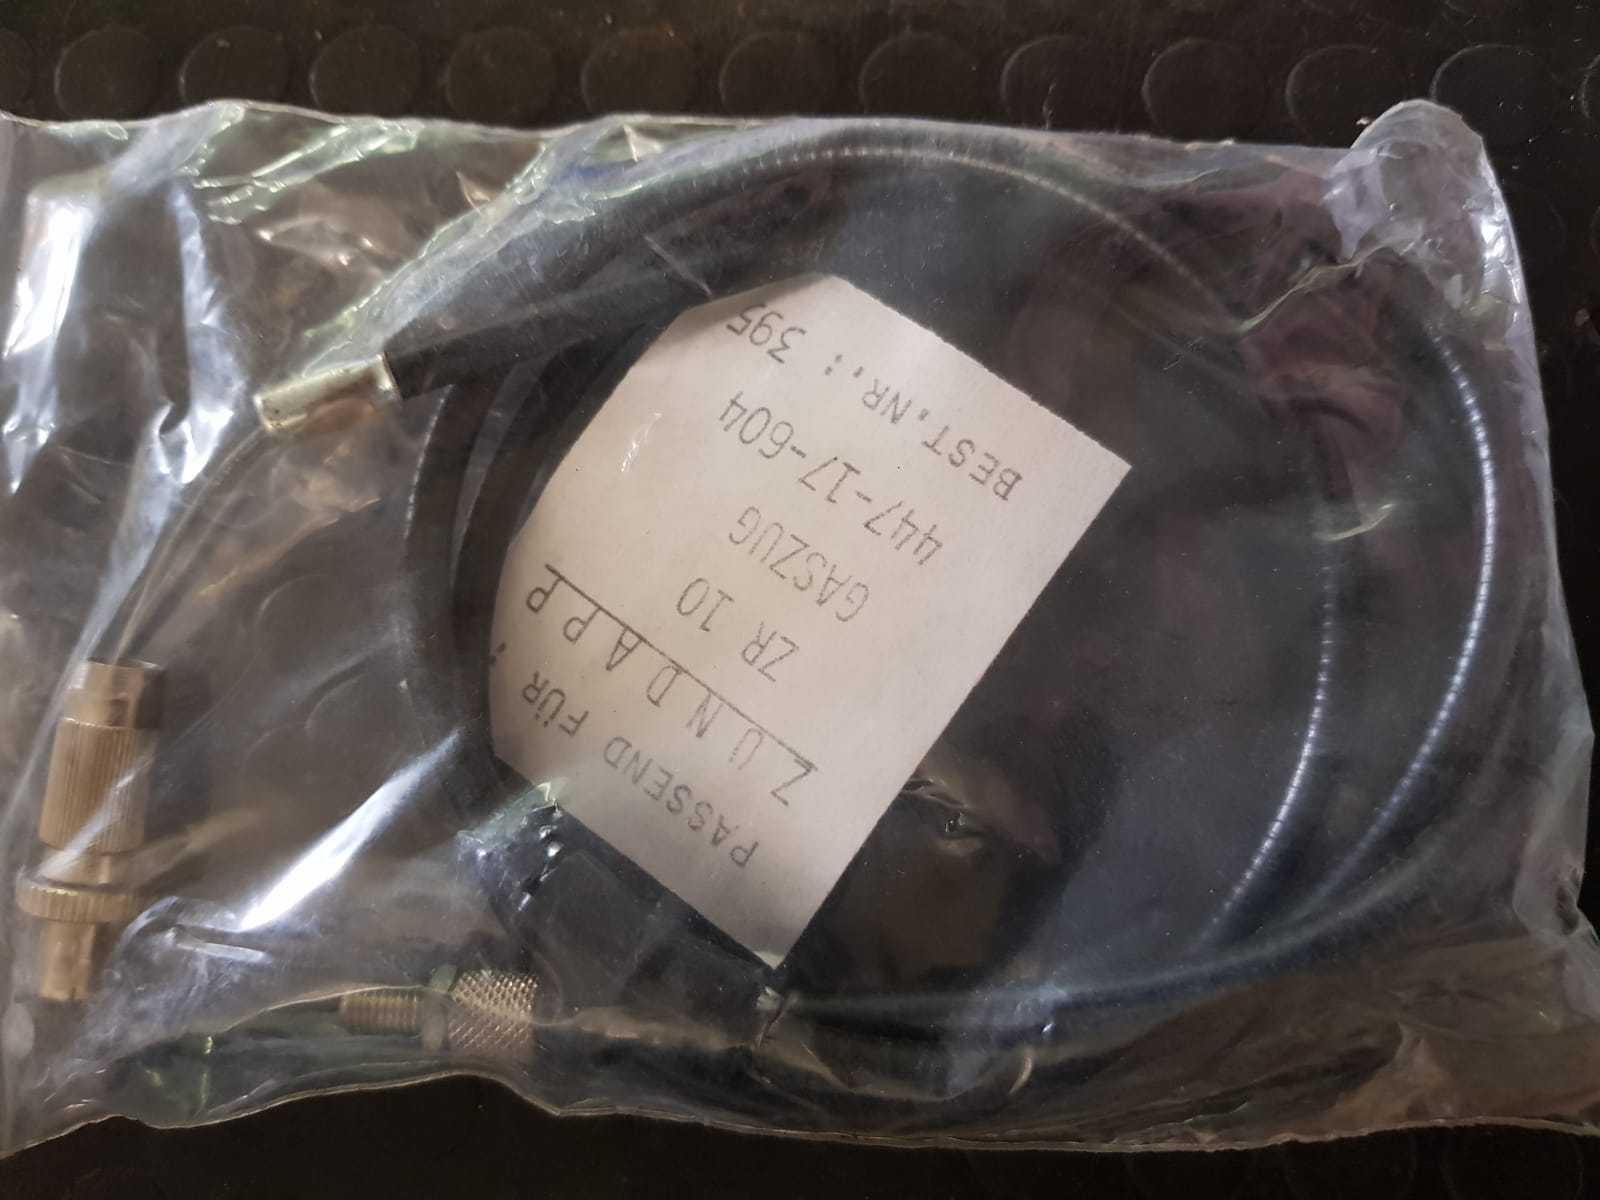 PASSEND FÜR :
ZUNDAPP
ZR 10
GASZUG
447-17-604
BEST.NR.: 395